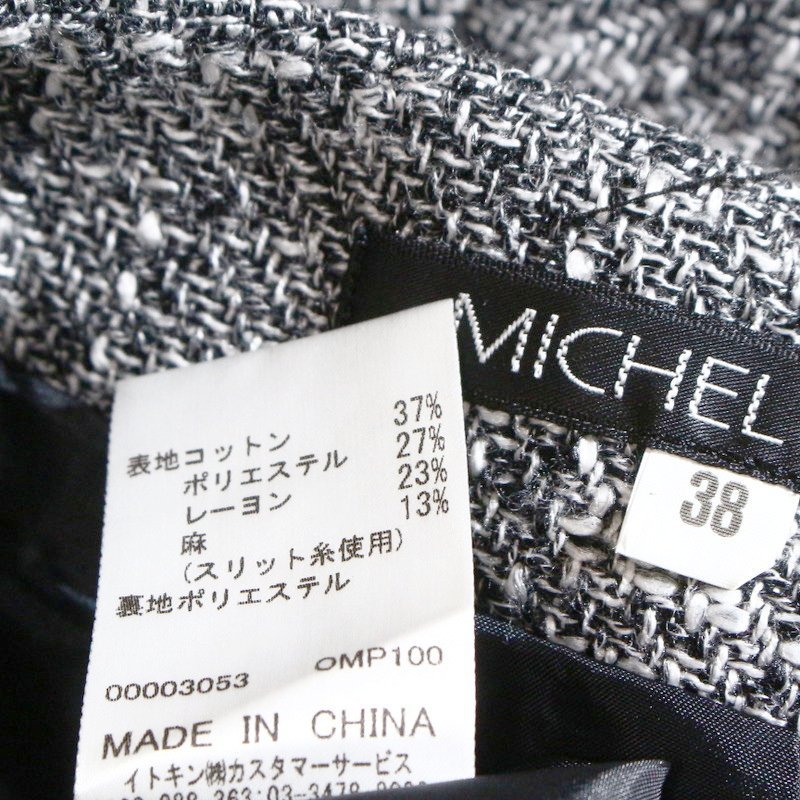 MICHEL
38
表地コットン 37%
ポリエステル 27%
レーヨン 23%
麻 13%
(スリット糸使用)
裏地ポリエステル
00003053 OMP100
MADE IN CHINA
イトキン㈱カスタマーサービス